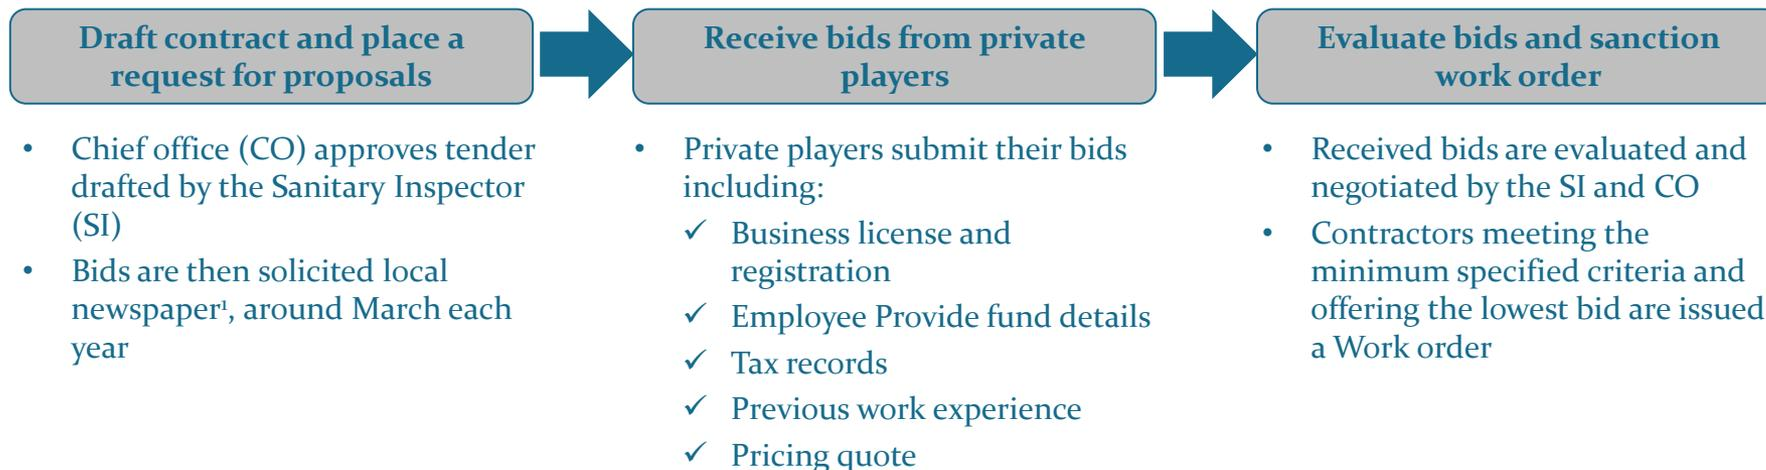 Draft contract and place a
request for proposals
• Chief office (CO) approves tender
drafted by the Sanitary Inspector
(SI)
• Bids are then solicited local
newspaper¹, around March each
year
Receive bids from private
players
• Private players submit their bids
including:
✓ Business license and
registration
✓ Employee Provide fund details
✓ Tax records
✓ Previous work experience
✓ Pricing quote
Evaluate bids and sanction
work order
• Received bids are evaluated and
negotiated by the SI and CO
• Contractors meeting the
minimum specified criteria and
offering the lowest bid are issued
a Work order